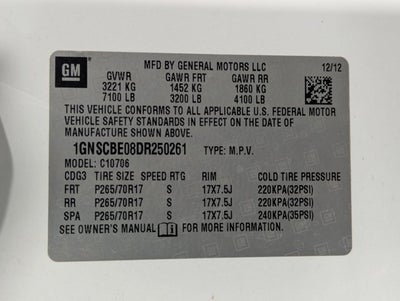 GM
MFD BY GENERAL MOTORS LLC
GVWR GAWR FRT GAWR RR 12/12
3221 KG 1452 KG 1860 KG
7100 LB 3200 LB 4100 LB
THIS VEHICLE CONFORMS TO ALL APPLICABLE U.S. FEDERAL MOTOR
VEHICLE SAFETY STANDARDS IN EFFECT ON THE DATE OF
MANUFACTURE SHOWN ABOVE.
1GNSCBE08DR250261 TYPE: M.P.V.
MODEL: C10706
CDG3 TIRE SIZE SPEED RTG RIM COLD TIRE PRESSURE
FRT P265/70R17 S 17X7.5J 220KPA(32PSI)
RR P265/70R17 S 17X7.5J 220KPA(32PSI)
SPA P265/70R17 S 17X7.5J 240KPA(35PSI)
SEE OWNER'S MANUAL FOR MORE INFORMATION